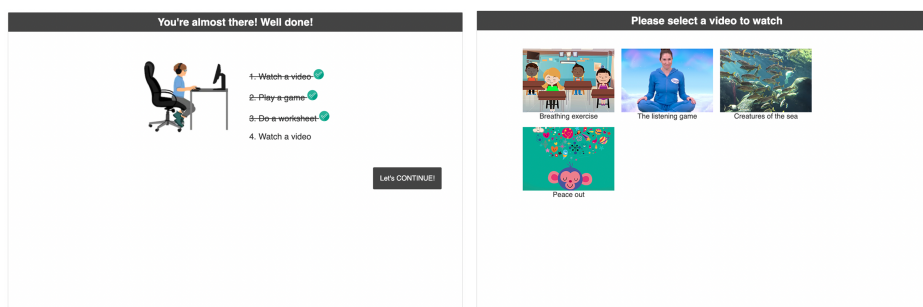 You're almost there! Well done!
1. Watch a video
2. Play a game
3. Do a worksheet
4. Watch a video
Let's CONTINUE!
Please select a video to watch
Breathing exercise
The listening game
Creatures of the sea
Peace out